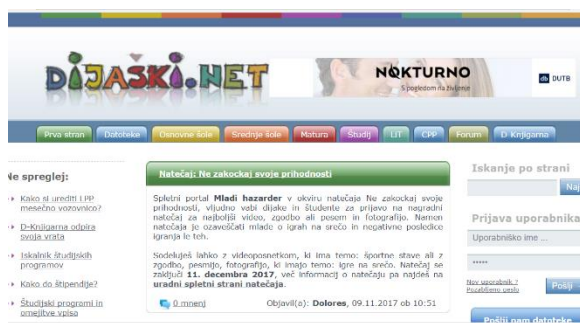 DIJAŠKI.NET
NOKTURNO
S pogledom na življenje
DUTB
Prva stran Datoteke Osnovne šole Srednje šole Matura Študij LIT CPP Forum D Knjigarna
Ne spreglej:
Kako si urediti LPP
mesečno vozovnico?
D-Knjigarna odpira
svoja vrata
Iskalnik študijskih
programov
Kako do štipendije?
Študijski programi in
omejitve vpisa
Natečaj: Ne zakockaj svoje prihodnosti
Spletni portal Mladi hazarder v okviru natečaja Ne zakockaj svoje
prihodnosti, vljudno vabi dijake in študente za prijavo na nagradni
natečaj za najboljši video, zgodbo ali pesem in fotografijo. Namen
natečaja je ozaveščati mlade o igrah na srečo in negativne posledice
igranja le teh.
Sodeluješ lahko z videoposnetkom, ki ima temo: športne stave ali z
zgodbo, pesmijo, fotografijo, ki imajo temo: igre na srečo. Natečaj se
zaključi 11. decembra 2017, več informacij o natečaju pa najdeš na
uradni spletni strani natečaja.
0 mnenj Objavil(a): Dolores, 09.11.2017 ob 10:51
Iskanje po strani
Naj
Prijava uporabnika
Uporabniško ime ...
•••••
Nov uporabnik ?
Pozabljeno geslo
Pošlji
Pošlji nam datoteke